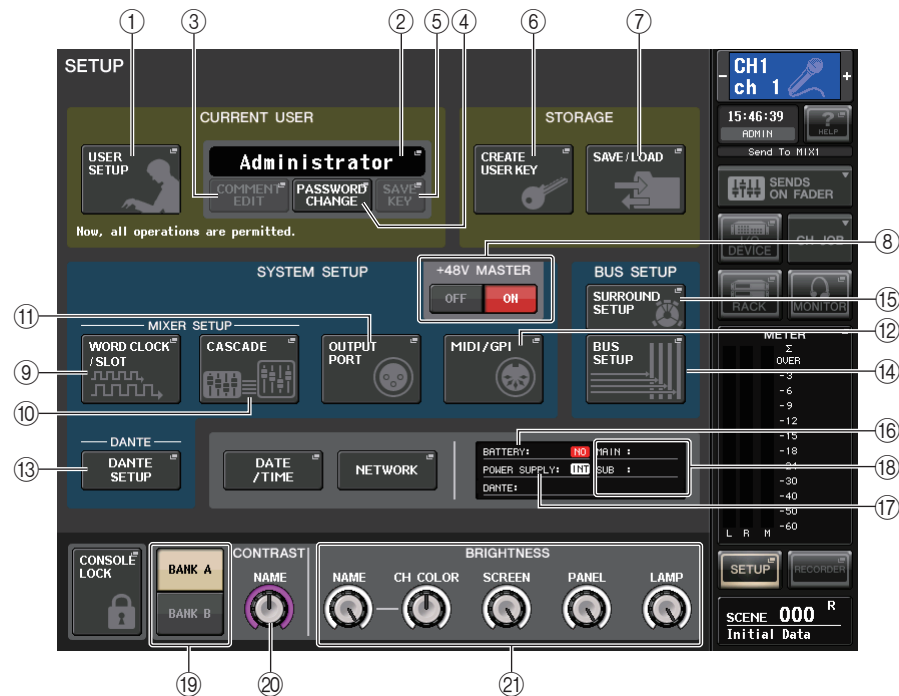 ① ③ ② ④ ⑤ ⑥ ⑦
SETUP
CURRENT USER
USER
SETUP
Administrator
COMMENT
EDIT
PASSWORD
CHANGE
SAVE
KEY
Now, all operations are permitted.
STORAGE
CREATE
USER KEY
SAVE/LOAD
CH1
ch 1
- +
15:46:39
ADMIN
?
HELP
Send To MIX1
SENDS
ON FADER
I/O
DEVICE
CH JOB
RACK
MONITOR
⑧
SYSTEM SETUP
+48V MASTER
OFF ON
BUS SETUP
SURROUND
SETUP
⑮
⑪
MIXER SETUP
WORD CLOCK
/SLOT
⑨
CASCADE
⑩
OUTPUT
PORT
MIDI/GPI
⑫
BUS
SETUP
⑭
DANTE
DANTE
SETUP
⑬
DATE
/TIME
NETWORK
BATTERY: NO
POWER SUPPLY: INT
DANTE:
MAIN :
SUB :
⑯
⑱
⑰
METER
Σ
OVER
-3
-6
-9
-12
-15
-18
-24
-30
-40
-50
-60
L R M
CONSOLE
LOCK
BANK A
BANK B
CONTRAST
NAME
BRIGHTNESS
NAME CH COLOR SCREEN PANEL LAMP
SETUP
RECORDER
SCENE 000 R
Initial Data
⑲ ⑳ ㉑